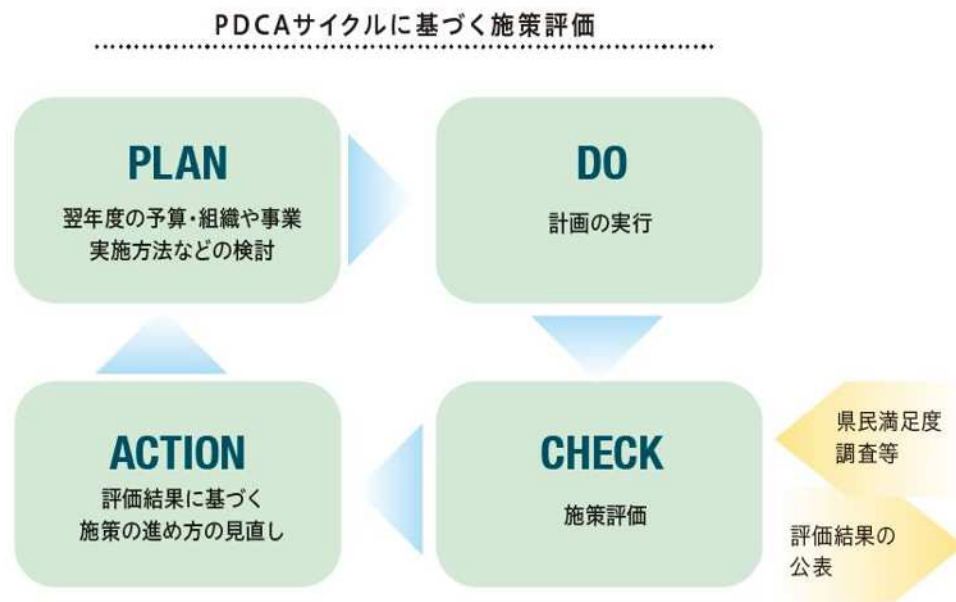 PDCAサイクルに基づく施策評価
PLAN
翌年度の予算・組織や事業
実施方法などの検討
DO
計画の実行
ACTION
評価結果に基づく
施策の進め方の見直し
CHECK
施策評価
県民満足度
調査等
評価結果の
公表